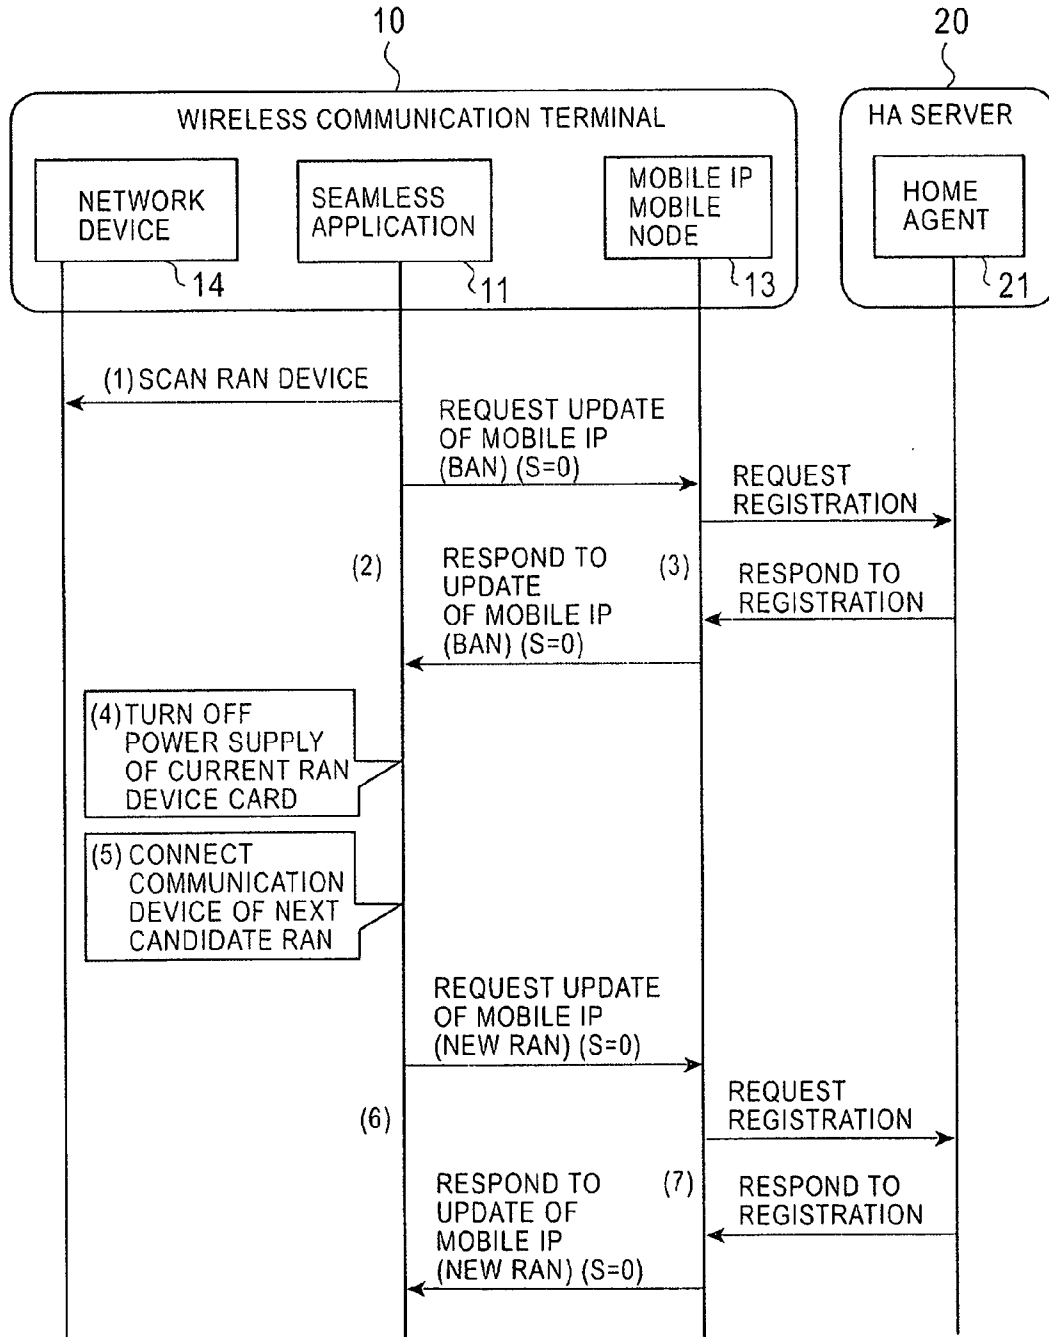 10
20
WIRELESS COMMUNICATION TERMINAL
HA SERVER
NETWORK
DEVICE
14
SEAMLESS
APPLICATION
11
MOBILE IP
MOBILE
NODE
13
HOME
AGENT
21
(1) SCAN RAN DEVICE
REQUEST UPDATE
OF MOBILE IP
(BAN) (S=0)
REQUEST
REGISTRATION
(2)
RESPOND TO
UPDATE
OF MOBILE IP
(BAN) (S=0)
(3)
RESPOND TO
REGISTRATION
(4) TURN OFF
POWER SUPPLY
OF CURRENT RAN
DEVICE CARD
(5) CONNECT
COMMUNICATION
DEVICE OF NEXT
CANDIDATE RAN
REQUEST UPDATE
OF MOBILE IP
(NEW RAN) (S=0)
REQUEST
REGISTRATION
(6)
RESPOND TO
UPDATE OF
MOBILE IP
(NEW RAN) (S=0)
(7)
RESPOND TO
REGISTRATION